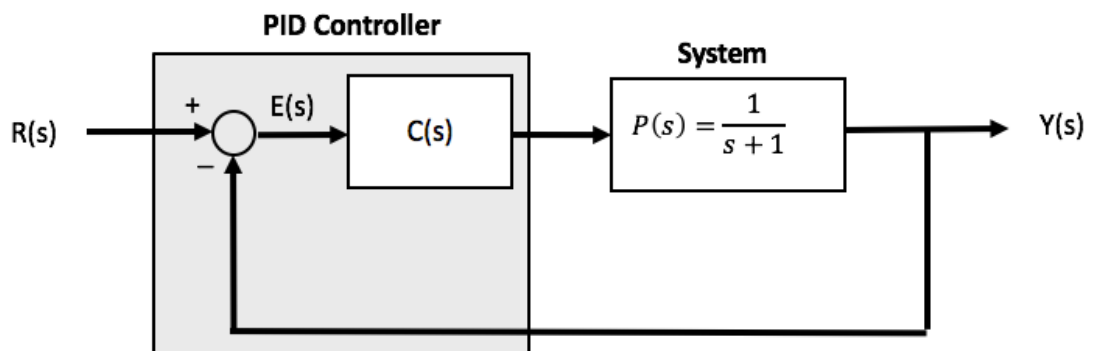 PID Controller
System
R(s)
+
−
E(s)
C(s)
P(s) = 1/(s + 1)
Y(s)